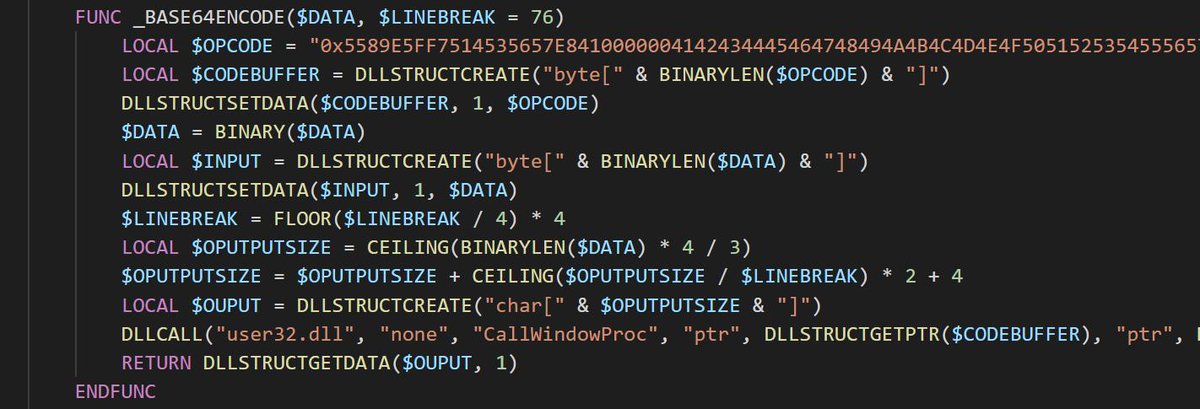 FUNC _BASE64ENCODE($DATA, $LINEBREAK = 76)
LOCAL $OPCODE = "0x5589E5FF7514535657E8410000004142434445464748494A4B4C4D4E4F505152535455565
LOCAL $CODEBUFFER = DLLSTRUCTCREATE("byte[" & BINARYLEN($OPCODE) & "]")
DLLSTRUCTSETDATA($CODEBUFFER, 1, $OPCODE)
$DATA = BINARY($DATA)
LOCAL $INPUT = DLLSTRUCTCREATE("byte[" & BINARYLEN($DATA) & "]")
DLLSTRUCTSETDATA($INPUT, 1, $DATA)
$LINEBREAK = FLOOR($LINEBREAK / 4) * 4
LOCAL $OPUTPUTSIZE = CEILING(BINARYLEN($DATA) * 4 / 3)
$OPUTPUTSIZE = $OPUTPUTSIZE + CEILING($OPUTPUTSIZE / $LINEBREAK) * 2 + 4
LOCAL $OUPUT = DLLSTRUCTCREATE("char[" & $OPUTPUTSIZE & "]")
DLLCALL("user32.dll", "none", "CallWindowProc", "ptr", DLLSTRUCTGETPTR($CODEBUFFER), "ptr",
RETURN DLLSTRUCTGETDATA($OUPUT, 1)
ENDFUNC